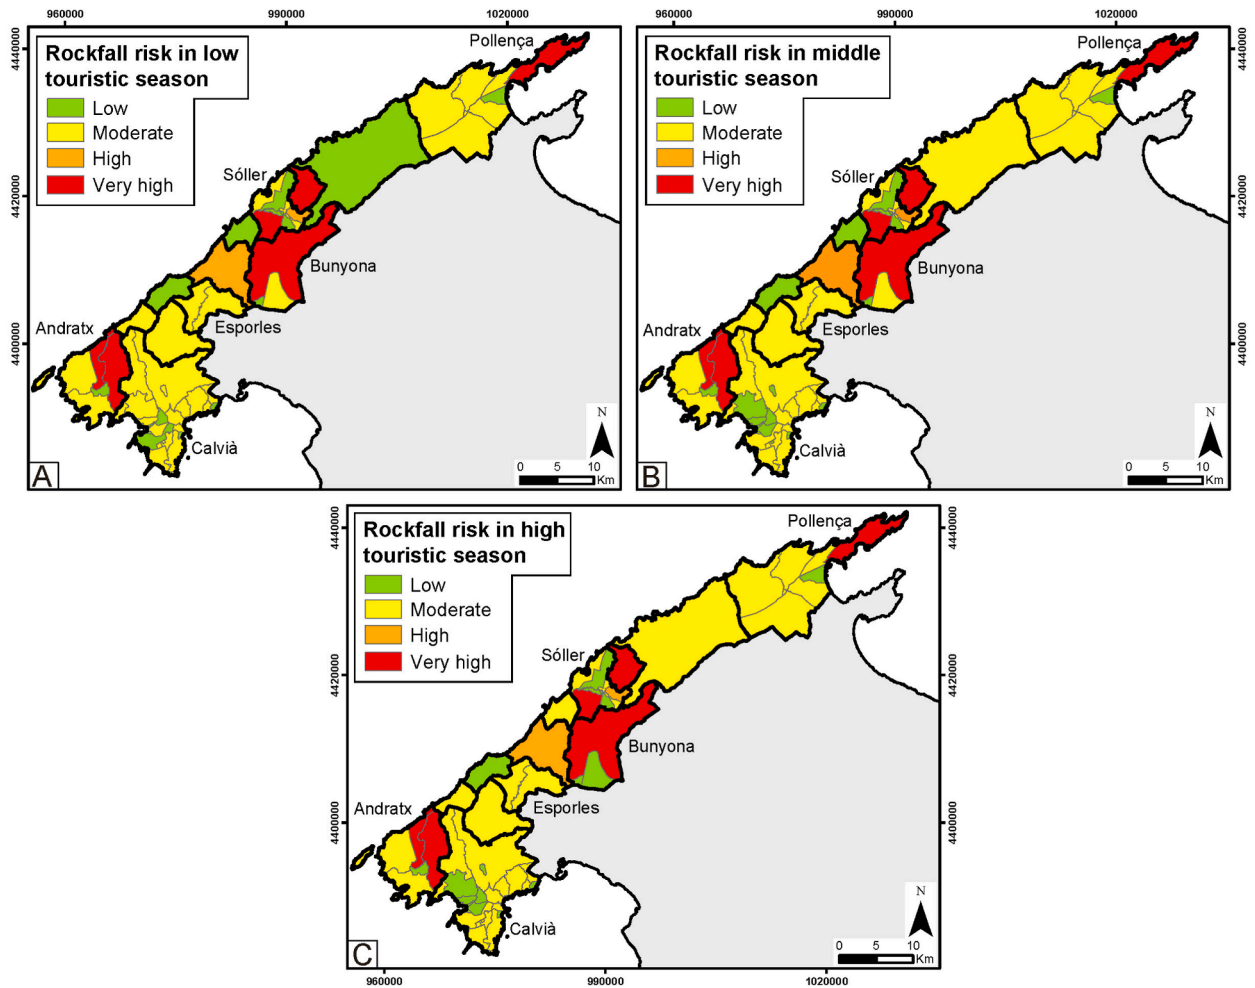 960000 990000 1020000
Rockfall risk in low
touristic season
Low
Moderate
High
Very high
4440000
4420000
4400000
Pollença
Sóller
Bunyona
Esporles
Andratx
Calvià
N
0 5 10
Km
A
960000 990000 1020000
Rockfall risk in middle
touristic season
Low
Moderate
High
Very high
4440000
4420000
4400000
Pollença
Sóller
Bunyona
Esporles
Andratx
Calvià
N
0 5 10
Km
B
Rockfall risk in high
touristic season
Low
Moderate
High
Very high
4440000
4420000
4400000
4440000
4420000
4400000
Pollença
Sóller
Bunyona
Esporles
Andratx
Calvià
N
0 5 10
Km
C
960000 990000 1020000